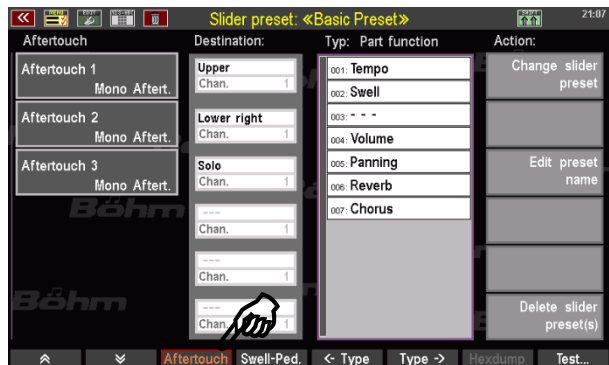 Slider preset: «Basic Preset»
21:07
Aftertouch
Destination:
Typ: Part function
Action:
Aftertouch 1
Mono Aftert.
Aftertouch 2
Mono Aftert.
Aftertouch 3
Mono Aftert.
Upper
Chan. 1
Lower right
Chan. 1
Solo
Chan. 1
---
Chan. 1
---
Chan. 1
---
Chan. 1
001: Tempo
002: Swell
003: - - -
004: Volume
005: Panning
006: Reverb
007: Chorus
Change slider
preset
Edit preset
name
Delete slider
preset(s)
Böhm
Böhm
Aftertouch
Swell-Ped.
<- Type
Type ->
Hexdump
Test...